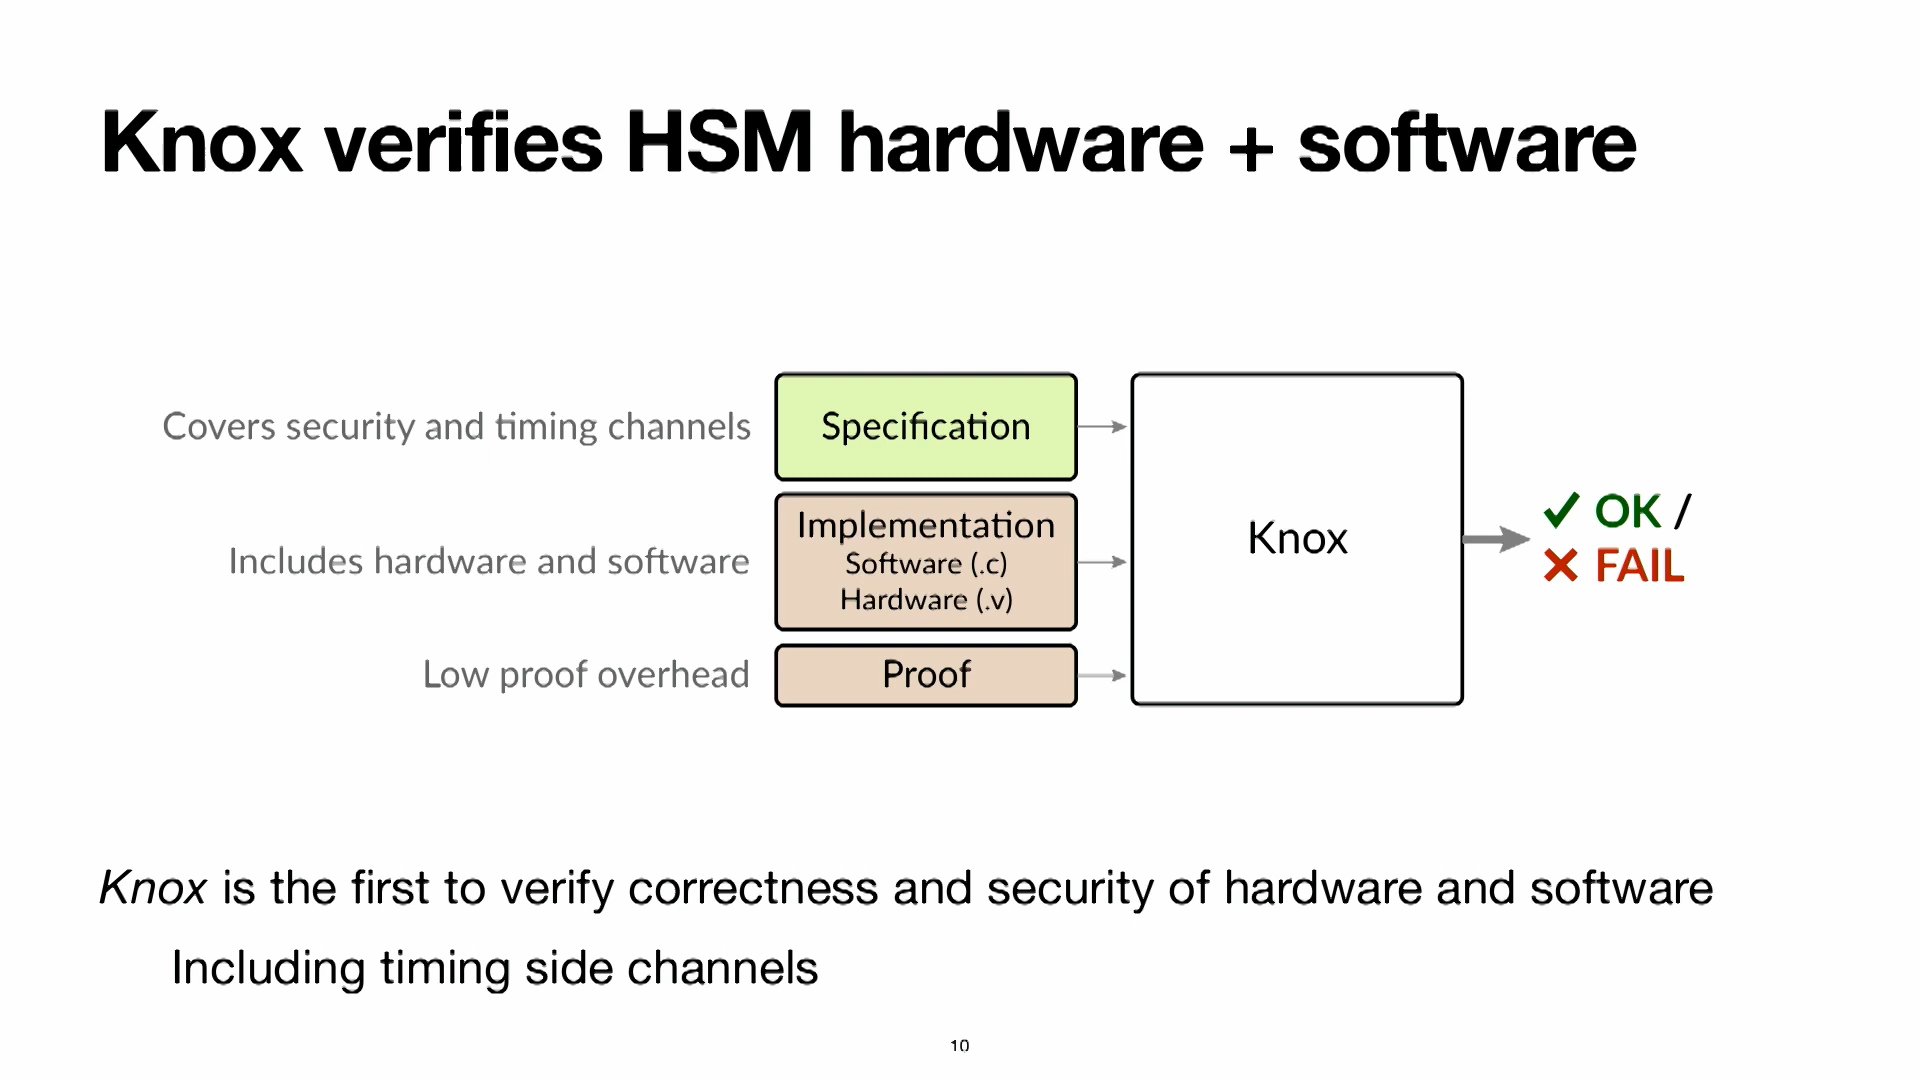 Knox verifies HSM hardware + software
Covers security and timing channels
Specification
Includes hardware and software
Implementation
Software (.c)
Hardware (.v)
Low proof overhead
Proof
Knox
✓ OK /
✕ FAIL
Knox is the first to verify correctness and security of hardware and software
Including timing side channels
10